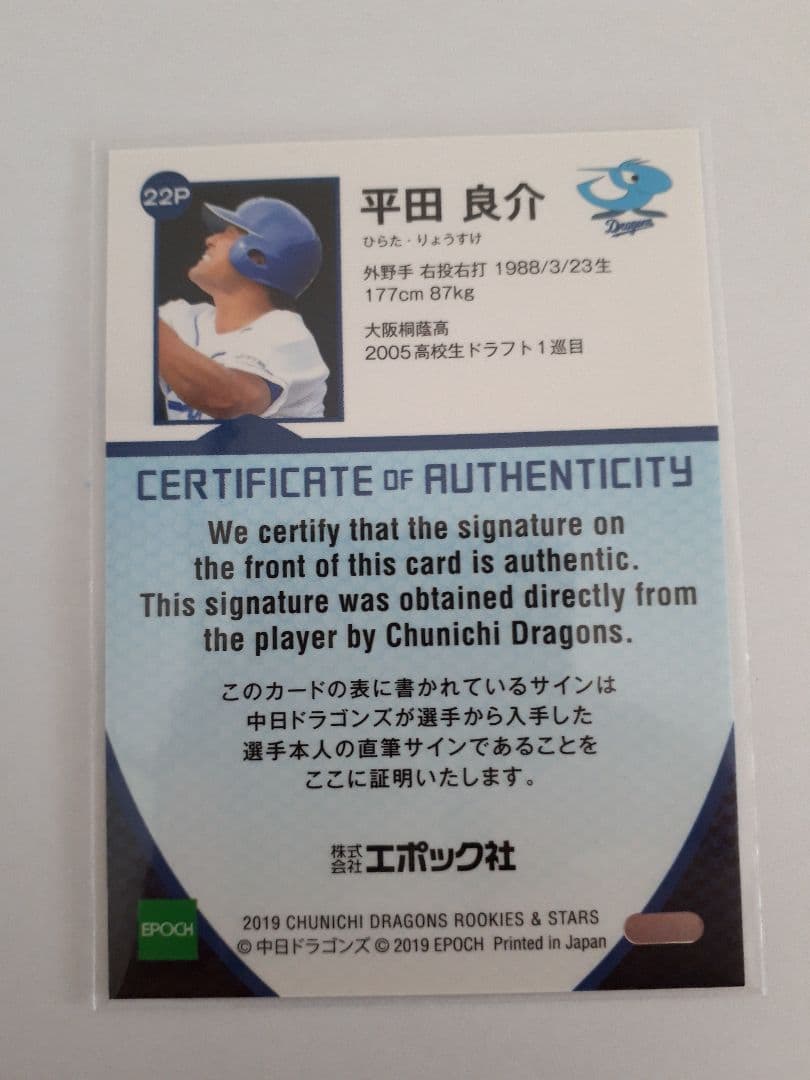 22P
平田 良介
Dragons
ひらた・りょうすけ
外野手 右投右打 1988/3/23生
177cm 87kg
大阪桐蔭高
2005高校生ドラフト1巡目
CERTIFICATE OF AUTHENTICITY
We certify that the signature on
the front of this card is authentic.
This signature was obtained directly from
the player by Chunichi Dragons.
このカードの表に書かれているサインは
中日ドラゴンズが選手から入手した
選手本人の直筆サインであることを
ここに証明いたします。
株式会社エポック社
EPOCH
2019 CHUNICHI DRAGONS ROOKIES & STARS
© 中日ドラゴンズ © 2019 EPOCH Printed in Japan